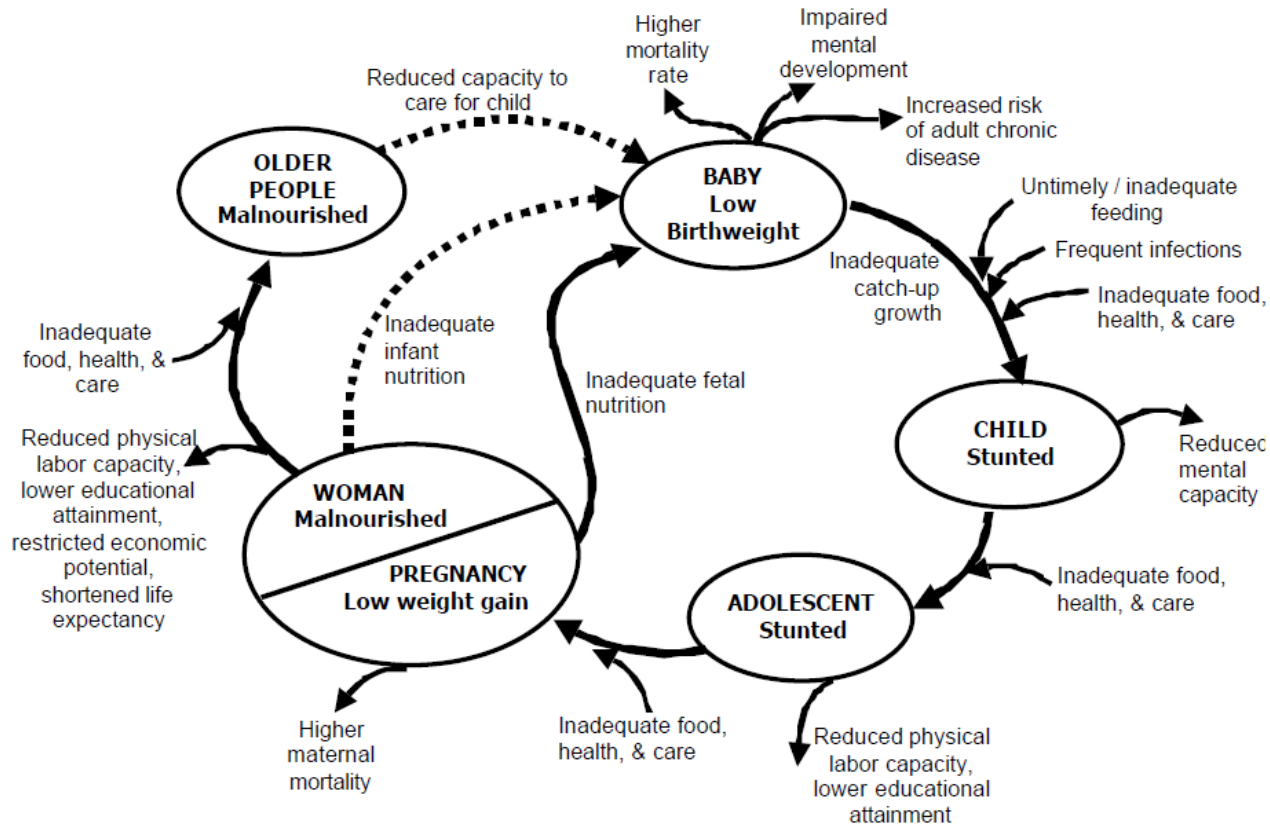 Higher
mortality
rate
Impaired
mental
development
Reduced capacity to
care for child
Increased risk
of adult chronic
disease
OLDER
PEOPLE
Malnourished
BABY
Low
Birthweight
Untimely / inadequate
feeding
Frequent infections
Inadequate
catch-up
growth
Inadequate food,
health, & care
Inadequate
food, health, &
care
Inadequate
infant
nutrition
Inadequate fetal
nutrition
CHILD
Stunted
Reduced
mental
capacity
Reduced physical
labor capacity,
lower educational
attainment,
restricted economic
potential,
shortened life
expectancy
WOMAN
Malnourished
PREGNANCY
Low weight gain
ADOLESCENT
Stunted
Inadequate food,
health, & care
Higher
maternal
mortality
Inadequate food,
health, & care
Reduced physical
labor capacity,
lower educational
attainment